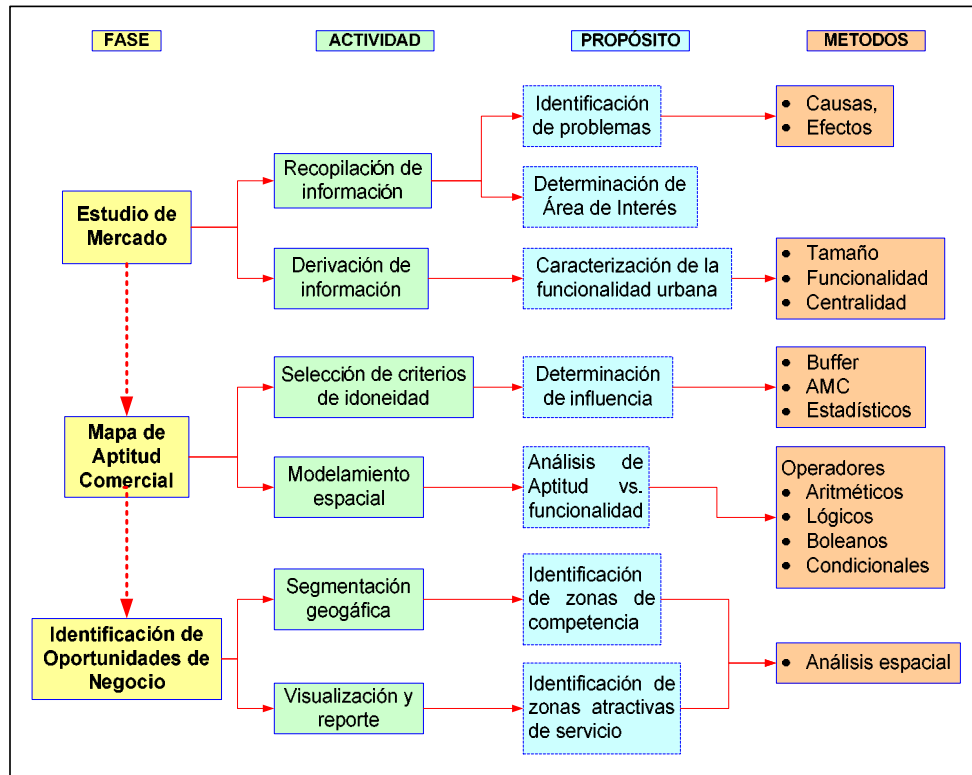 FASE
ACTIVIDAD
PROPÓSITO
METODOS
Identificación
de problemas
• Causas,
• Efectos
Recopilación de
información
Determinación de
Área de Interés
Estudio de
Mercado
Derivación de
información
Caracterización de la
funcionalidad urbana
• Tamaño
• Funcionalidad
• Centralidad
Selección de criterios
de idoneidad
Determinación
de influencia
• Buffer
• AMC
• Estadísticos
Mapa de
Aptitud
Comercial
Modelamiento
espacial
Análisis de
Aptitud vs.
funcionalidad
Operadores
• Aritméticos
• Lógicos
• Boleanos
• Condicionales
Segmentación
geogáfica
Identificación
de zonas de
competencia
Identificación de
Oportunidades de
Negocio
• Análisis espacial
Visualización y
reporte
Identificación de
zonas atractivas
de servicio